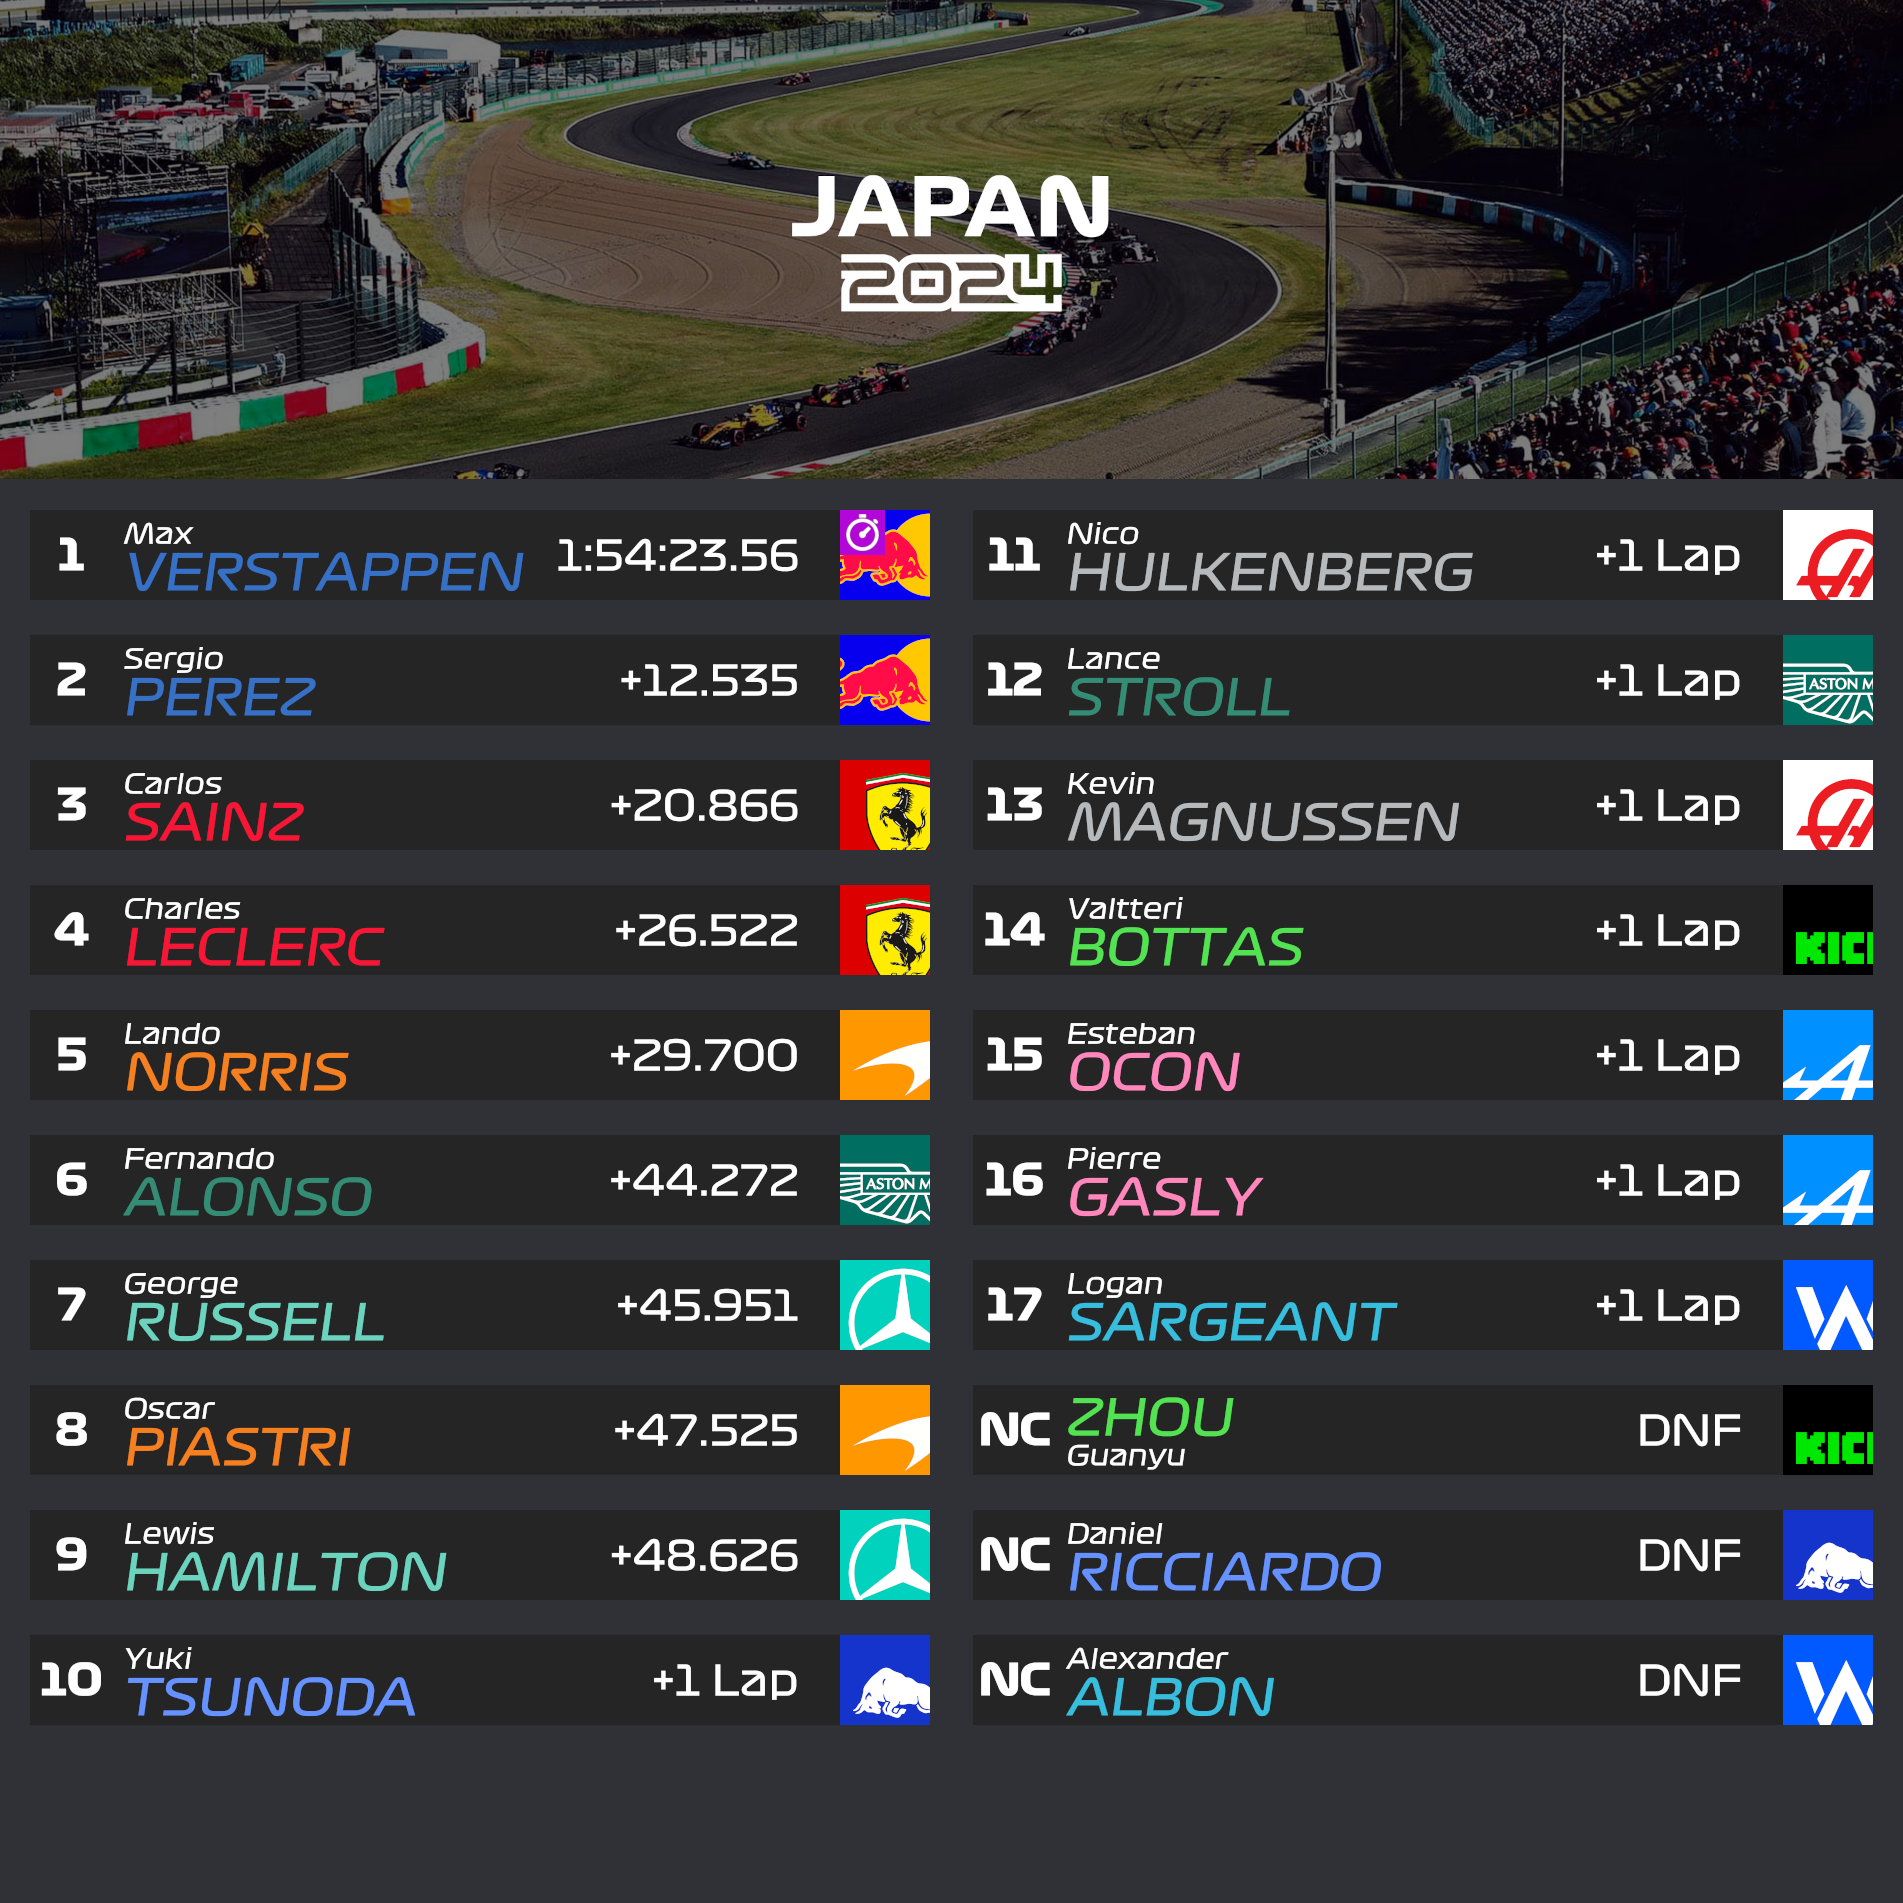 JAPAN
2024
1 Max VERSTAPPEN 1:54:23.56
2 Sergio PEREZ +12.535
3 Carlos SAINZ +20.866
4 Charles LECLERC +26.522
5 Lando NORRIS +29.700
6 Fernando ALONSO +44.272 ASTON M
7 George RUSSELL +45.951
8 Oscar PIASTRI +47.525
9 Lewis HAMILTON +48.626
10 Yuki TSUNODA +1 Lap
11 Nico HULKENBERG +1 Lap
12 Lance STROLL +1 Lap ASTON M
13 Kevin MAGNUSSEN +1 Lap
14 Valtteri BOTTAS +1 Lap KICK
15 Esteban OCON +1 Lap
16 Pierre GASLY +1 Lap
17 Logan SARGEANT +1 Lap
NC ZHOU Guanyu DNF KICK
NC Daniel RICCIARDO DNF
NC Alexander ALBON DNF